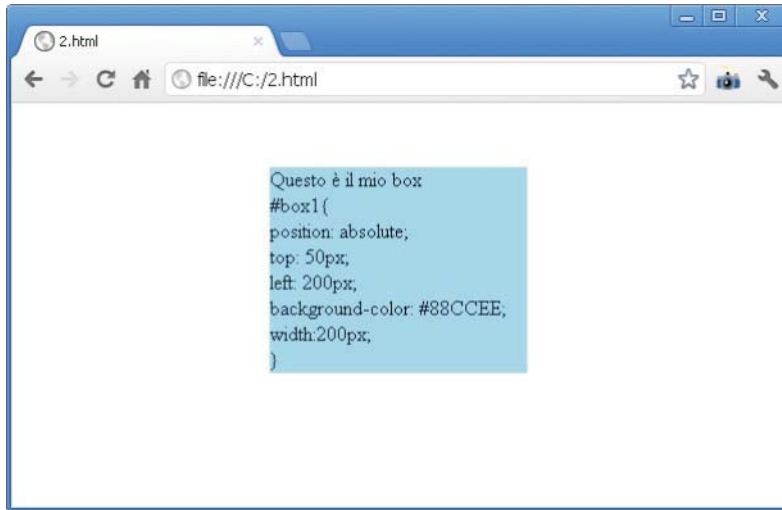 2.html
file:///C:/2.html
Questo è il mio box
#box1{
position: absolute;
top: 50px;
left: 200px;
background-color: #88CCEE;
width:200px;
}